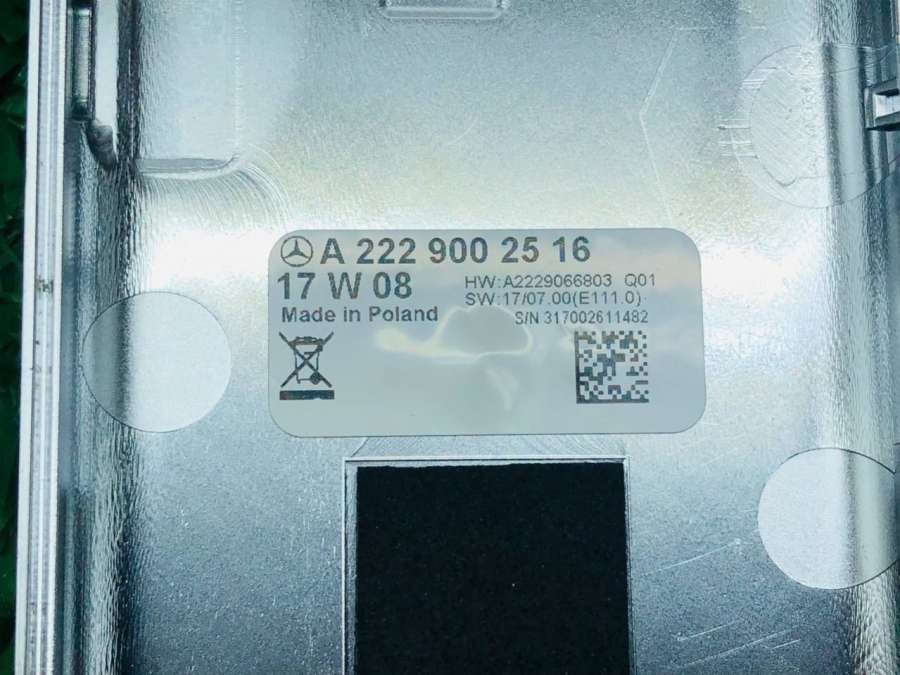 A 222 900 25 16
17 W 08
HW:A2229066803 Q01
SW:17/07.00(E111.0)
Made in Poland
S/N 317002611482